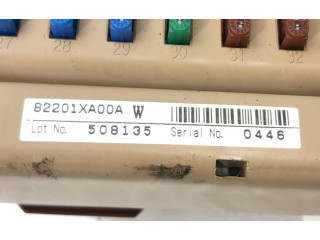 27 28 29 30 31 32
82201XA00A W
Lot No. 508135 Serial No. 0446